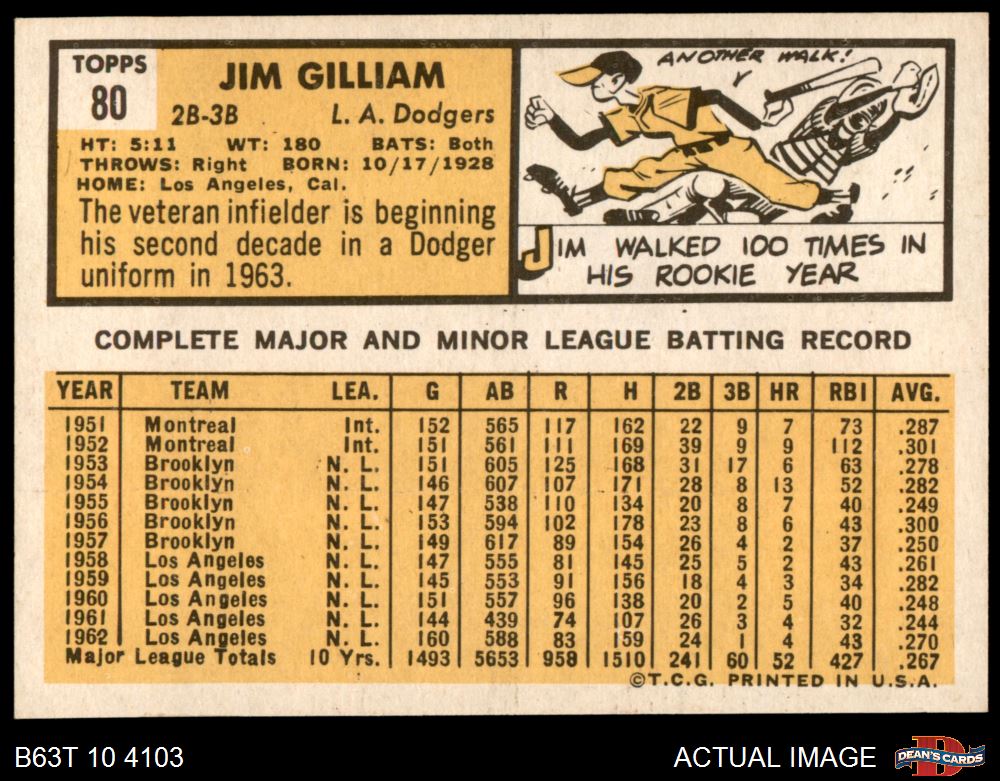 TOPPS
80
JIM GILLIAM
2B-3B L. A. Dodgers
HT: 5:11 WT: 180 BATS: Both
THROWS: Right BORN: 10/17/1928
HOME: Los Angeles, Cal.
The veteran infielder is beginning
his second decade in a Dodger
uniform in 1963.
ANOTHER WALK!
JIM WALKED 100 TIMES IN
HIS ROOKIE YEAR
COMPLETE MAJOR AND MINOR LEAGUE BATTING RECORD
YEAR TEAM LEA. G AB R H 2B 3B HR RBI AVG.
1951 Montreal Int. 152 565 117 162 22 9 7 73 .287
1952 Montreal Int. 151 561 111 169 39 9 9 112 .301
1953 Brooklyn N. L. 151 605 125 168 31 17 6 63 .278
1954 Brooklyn N. L. 146 607 107 171 28 8 13 52 .282
1955 Brooklyn N. L. 147 538 110 134 20 8 7 40 .249
1956 Brooklyn N. L. 153 594 102 178 23 8 6 43 .300
1957 Brooklyn N. L. 149 617 89 154 26 4 2 37 .250
1958 Los Angeles N. L. 147 555 81 145 25 5 2 43 .261
1959 Los Angeles N. L. 145 553 91 156 18 4 3 34 .282
1960 Los Angeles N. L. 151 557 96 138 20 2 5 40 .248
1961 Los Angeles N. L. 144 439 74 107 26 3 4 32 .244
1962 Los Angeles N. L. 160 588 83 159 24 1 4 43 .270
Major League Totals 10 Yrs. 1493 5653 958 1510 241 60 52 427 .267
©T.C.G. PRINTED IN U.S.A.
B63T 10 4103 ACTUAL IMAGE D DEAN'S CARDS